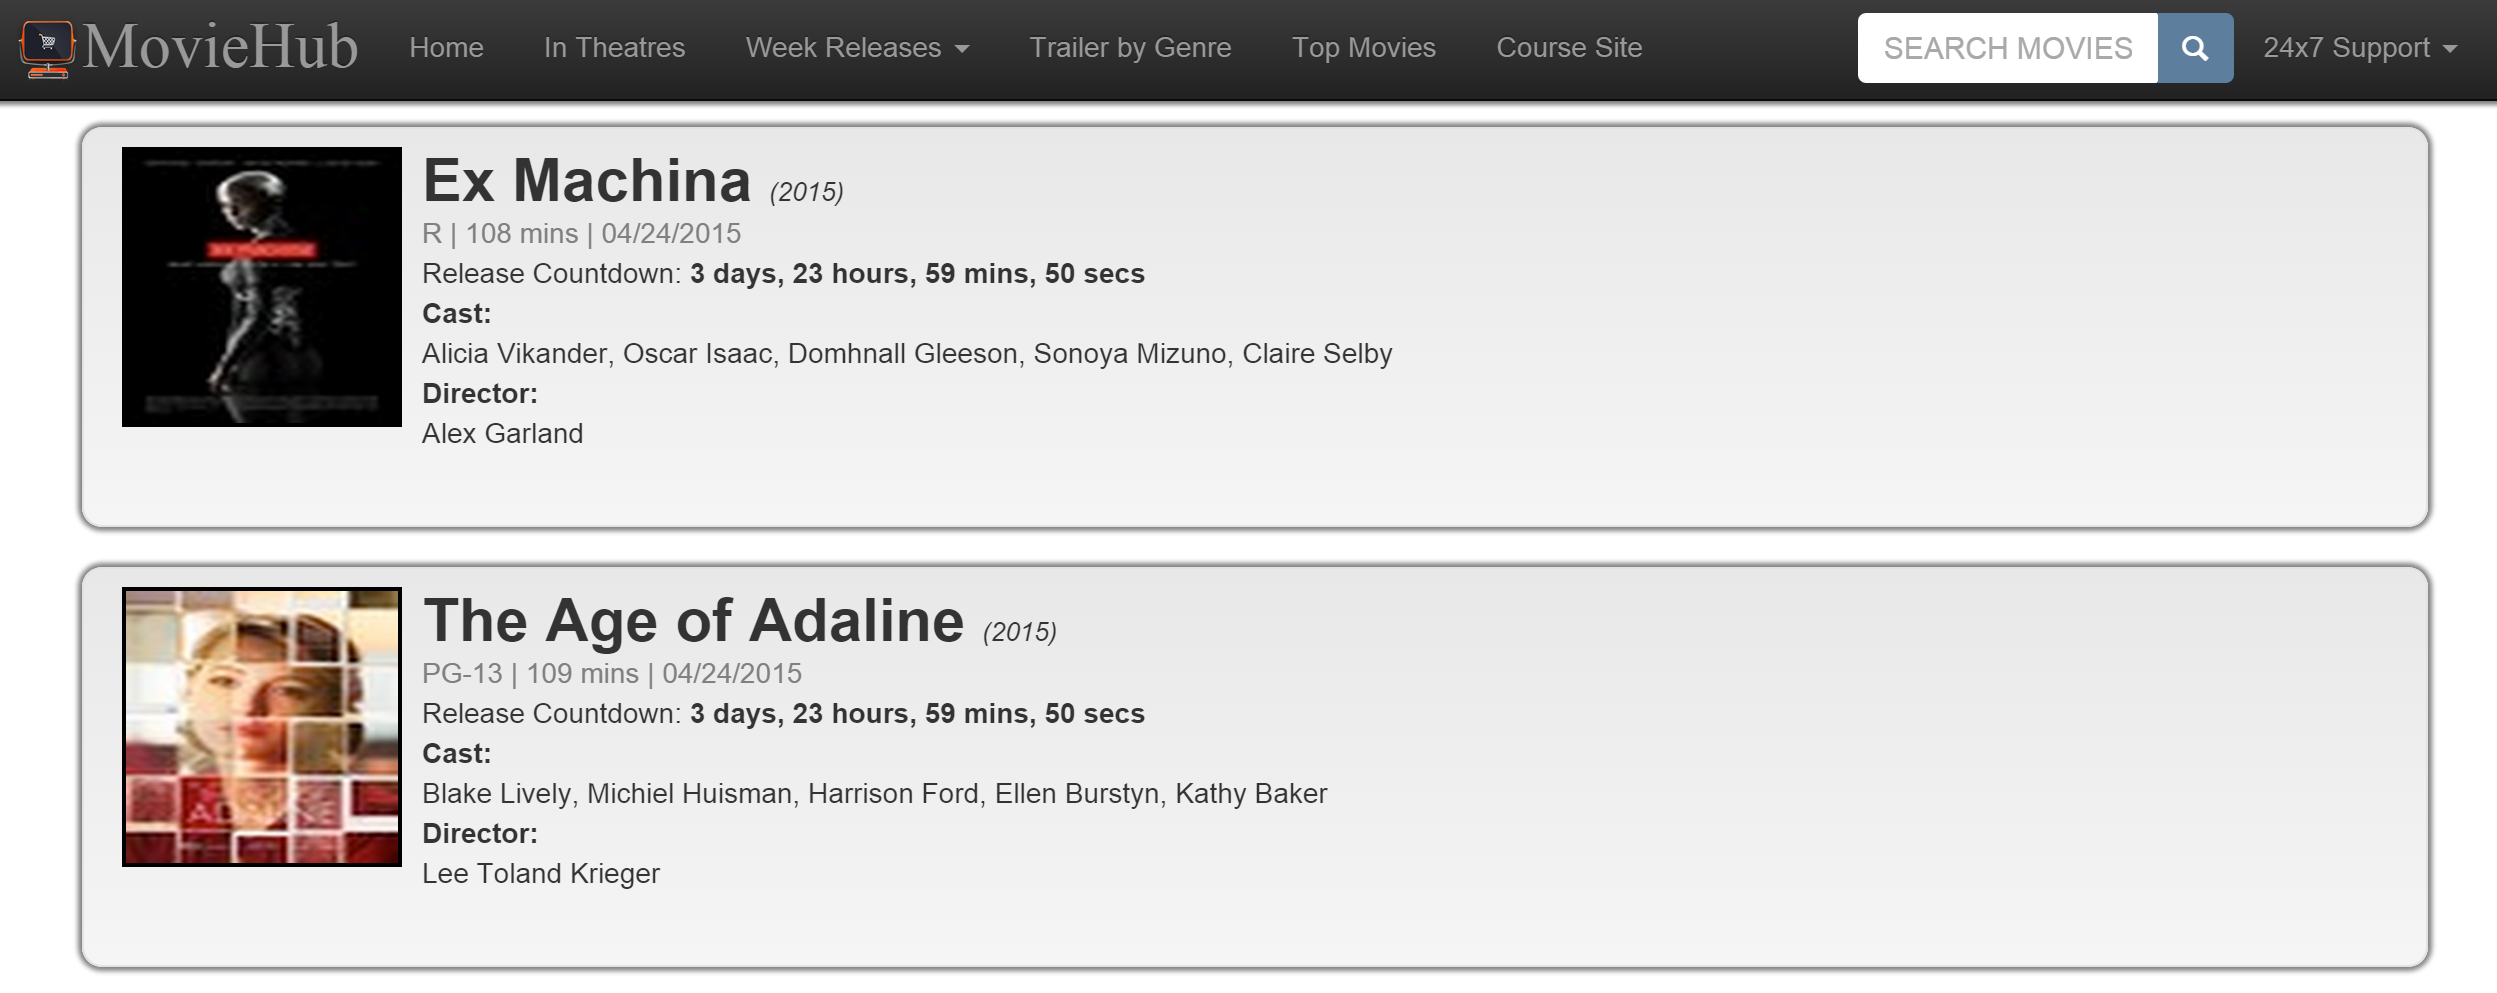 MovieHub Home In Theatres Week Releases Trailer by Genre Top Movies Course Site SEARCH MOVIES 24x7 Support
Ex Machina (2015)
R | 108 mins | 04/24/2015
Release Countdown: 3 days, 23 hours, 59 mins, 50 secs
Cast:
Alicia Vikander, Oscar Isaac, Domhnall Gleeson, Sonoya Mizuno, Claire Selby
Director:
Alex Garland
The Age of Adaline (2015)
PG-13 | 109 mins | 04/24/2015
Release Countdown: 3 days, 23 hours, 59 mins, 50 secs
Cast:
Blake Lively, Michiel Huisman, Harrison Ford, Ellen Burstyn, Kathy Baker
Director:
Lee Toland Krieger